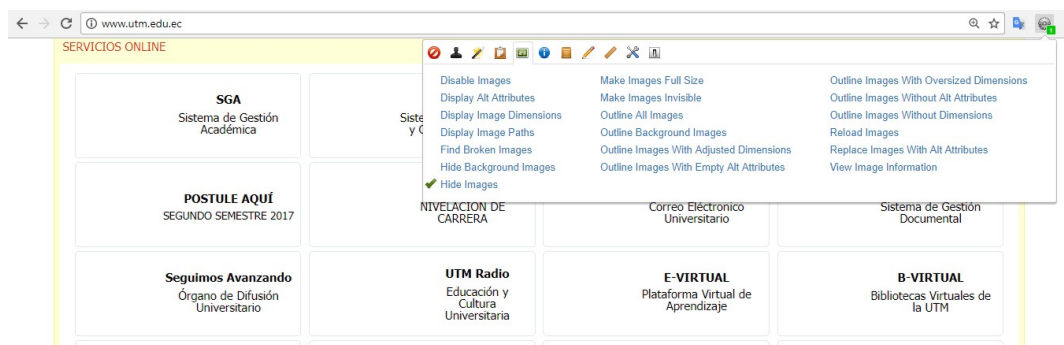 www.utm.edu.ec
SERVICIOS ONLINE
Disable Images
Display Alt Attributes
Display Image Dimensions
Display Image Paths
Find Broken Images
Hide Background Images
Hide Images
Make Images Full Size
Make Images Invisible
Outline All Images
Outline Background Images
Outline Images With Adjusted Dimensions
Outline Images With Empty Alt Attributes
Outline Images With Oversized Dimensions
Outline Images Without Alt Attributes
Outline Images Without Dimensions
Reload Images
Replace Images With Alt Attributes
View Image Information
SGA
Sistema de Gestión
Académica
Siste
y C
POSTULE AQUÍ
SEGUNDO SEMESTRE 2017
NIVELACIÓN DE
CARRERA
Correo Eléctronico
Universitario
Sistema de Gestión
Documental
Seguimos Avanzando
Órgano de Difusión
Universitario
UTM Radio
Educación y
Cultura
Universitaria
E-VIRTUAL
Plataforma Virtual de
Aprendizaje
B-VIRTUAL
Bibliotecas Virtuales de
la UTM